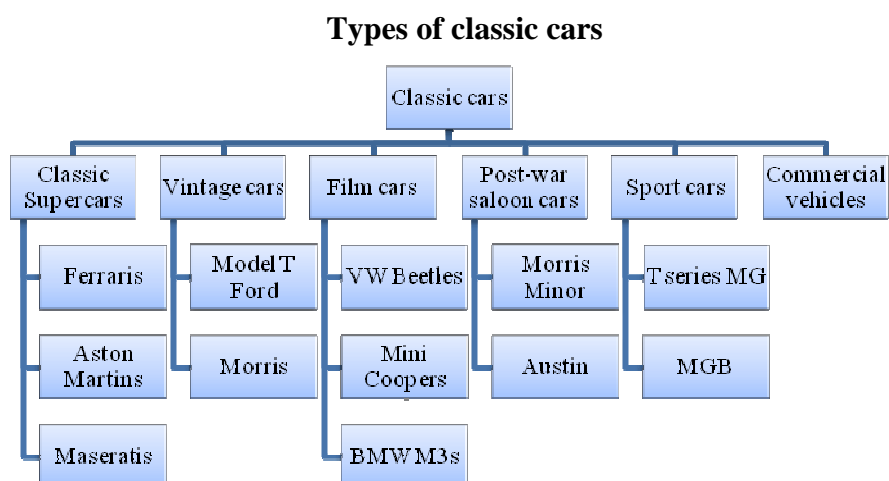 Types of classic cars
Classic cars
Classic
Supercars
Vintage cars
Film cars
Post-war
saloon cars
Sport cars
Commercial
vehicles
Ferraris
Aston
Martins
Maseratis
Model T
Ford
Morris
VW Beetles
Mini
Coopers
BMW M3s
Morris
Minor
Austin
T series MG
MGB